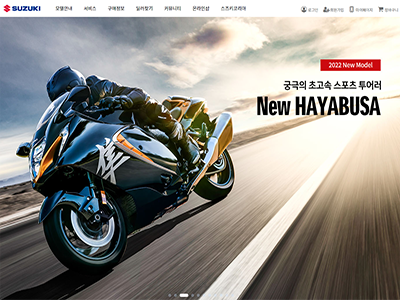 SUZUKI
모델안내 서비스 구매정보 딜러찾기 커뮤니티 온라인샵 스즈키코리아
로그인 회원가입 마이페이지 장바구니
2022 New Model
궁극의 초고속 스포츠 투어러
New HAYABUSA
隼